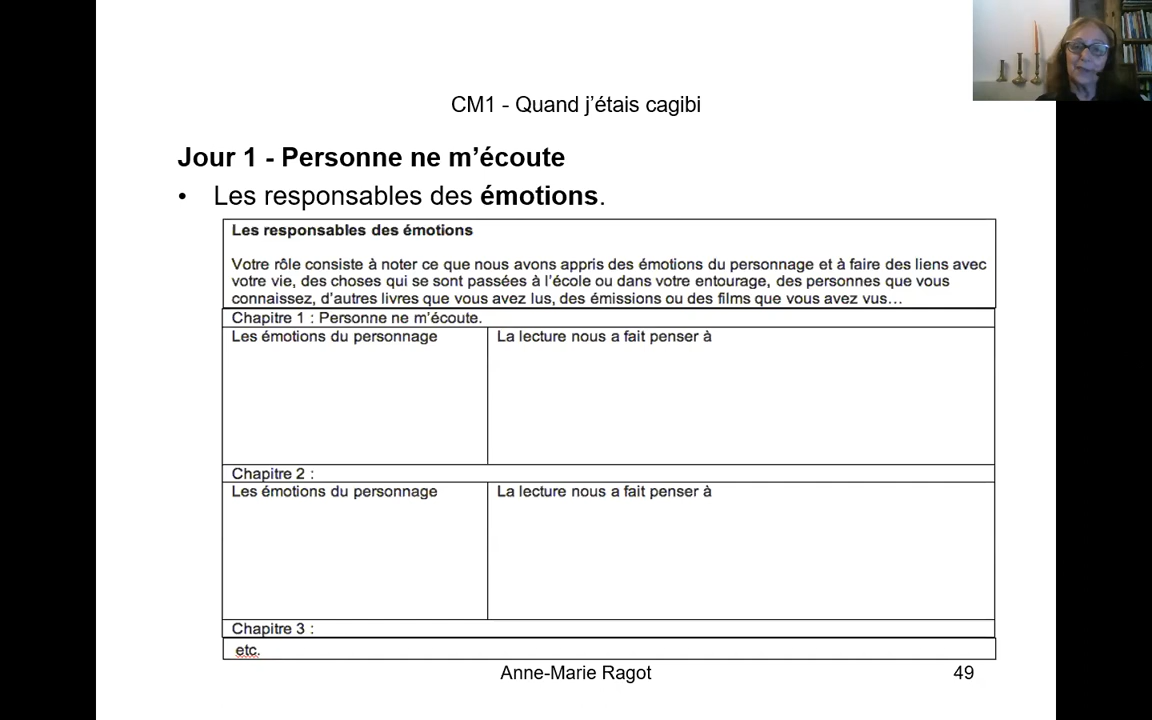 CM1 - Quand j’étais cagibi
Jour 1 - Personne ne m’écoute
• Les responsables des émotions.
Les responsables des émotions
Votre rôle consiste à noter ce que nous avons appris des émotions du personnage et à faire des liens avec
votre vie, des choses qui se sont passées à l’école ou dans votre entourage, des personnes que vous
connaissez, d’autres livres que vous avez lus, des émissions ou des films que vous avez vus…
Chapitre 1 : Personne ne m’écoute.
Les émotions du personnage
La lecture nous a fait penser à
Chapitre 2 :
Les émotions du personnage
La lecture nous a fait penser à
Chapitre 3 :
etc.
Anne-Marie Ragot
49